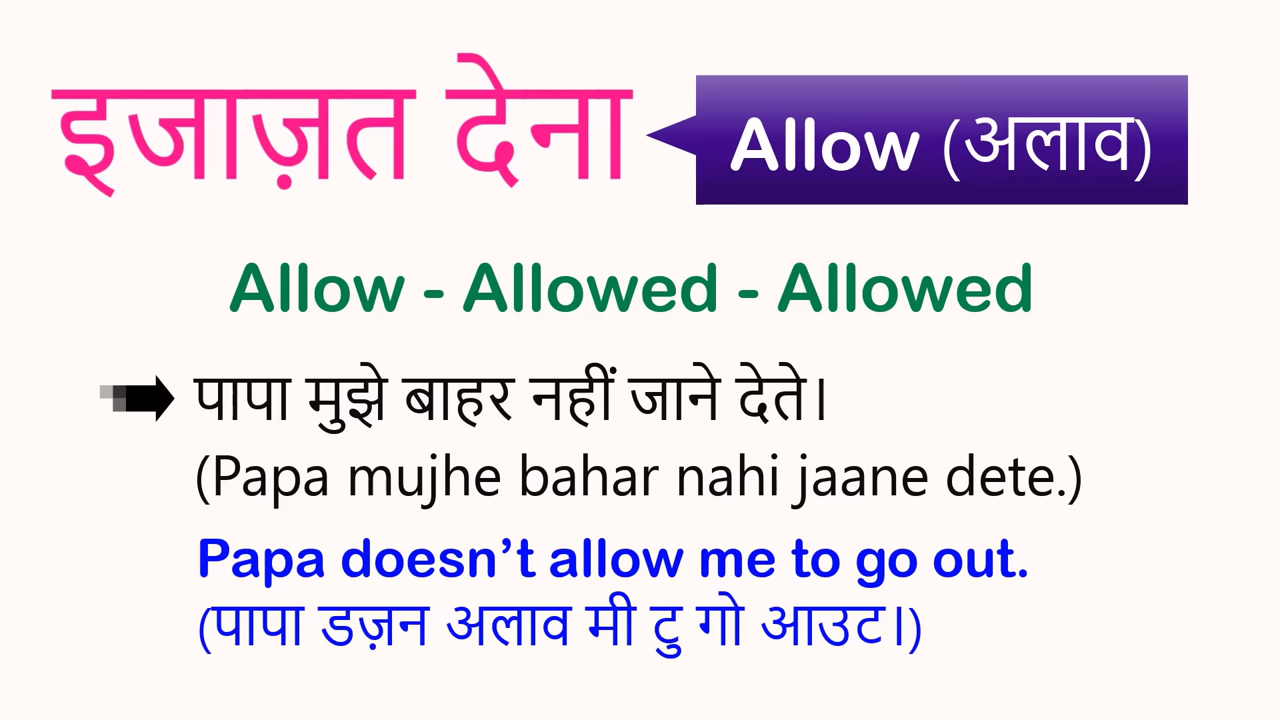 इजाज़त देना Allow (अलाव)
Allow - Allowed - Allowed
पापा मुझे बाहर नहीं जाने देते।
(Papa mujhe bahar nahi jaane dete.)
Papa doesn’t allow me to go out.
(पापा डज़न अलाव मी टु गो आउट।)